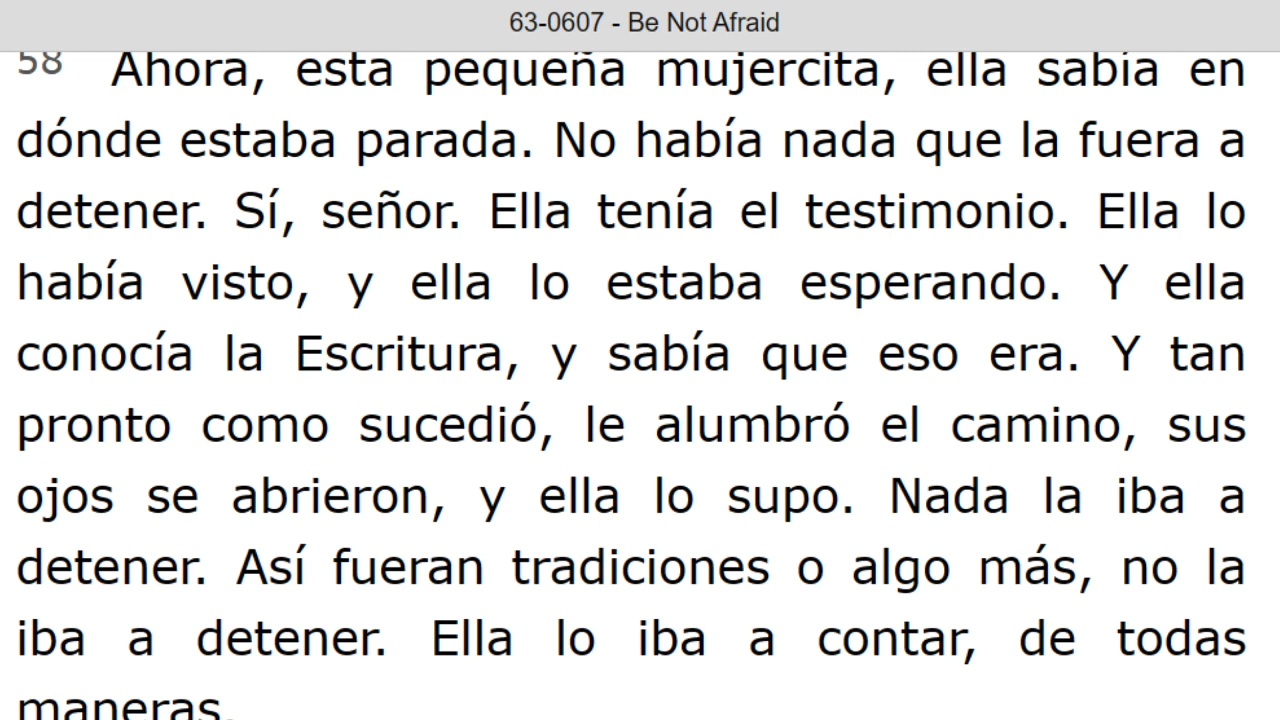 63-0607 - Be Not Afraid
58 Ahora, esta pequeña mujercita, ella sabía en
dónde estaba parada. No había nada que la fuera a
detener. Sí, señor. Ella tenía el testimonio. Ella lo
había visto, y ella lo estaba esperando. Y ella
conocía la Escritura, y sabía que eso era. Y tan
pronto como sucedió, le alumbró el camino, sus
ojos se abrieron, y ella lo supo. Nada la iba a
detener. Así fueran tradiciones o algo más, no la
iba a detener. Ella lo iba a contar, de todas
maneras.